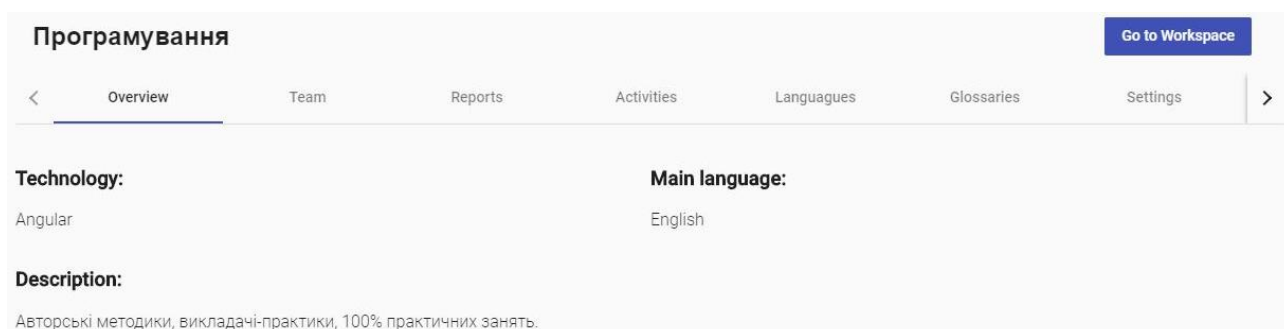 Програмування
Go to Workspace
Overview Team Reports Activities Languagues Glossaries Settings
Technology:
Main language:
Angular
English
Description:
Авторські методики, викладачі-практики, 100% практичних занять.